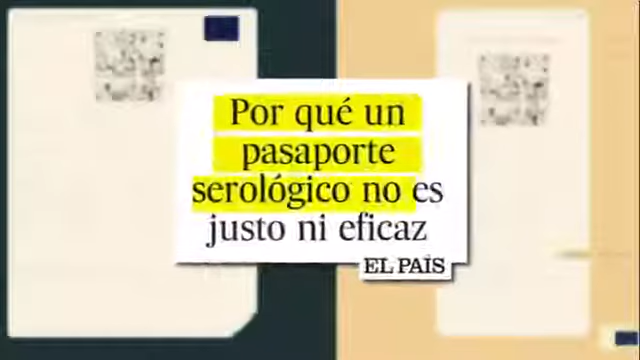 Por qué un
pasaporte
serológico no es
justo ni eficaz
EL PAÍS